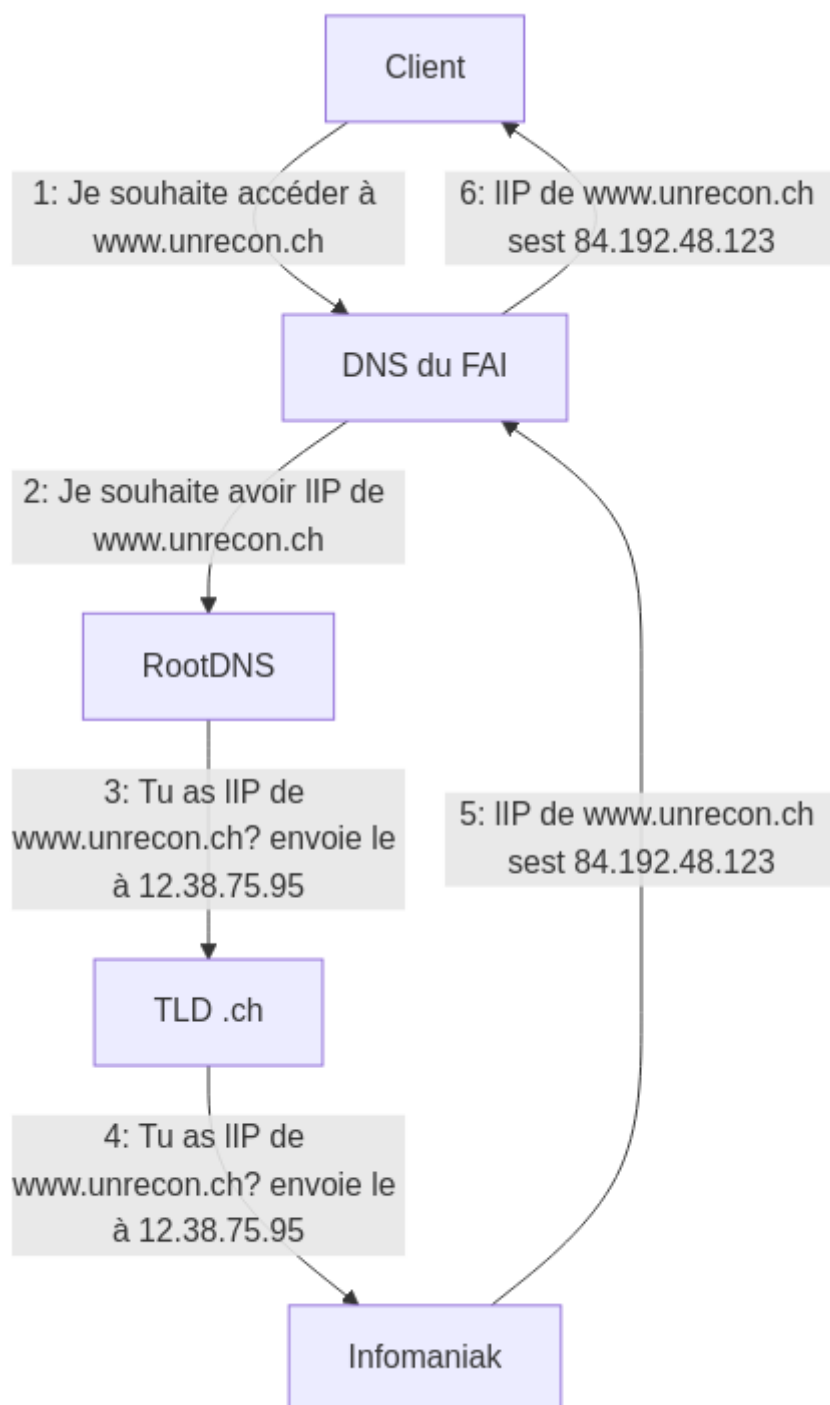 Client
1: Je souhaite accéder à
www.unrecon.ch
6: lIP de www.unrecon.ch
sest 84.192.48.123
DNS du FAI
2: Je souhaite avoir lIP de
www.unrecon.ch
RootDNS
3: Tu as lIP de
www.unrecon.ch? envoie le
à 12.38.75.95
5: lIP de www.unrecon.ch
sest 84.192.48.123
TLD .ch
4: Tu as lIP de
www.unrecon.ch? envoie le
à 12.38.75.95
Infomaniak